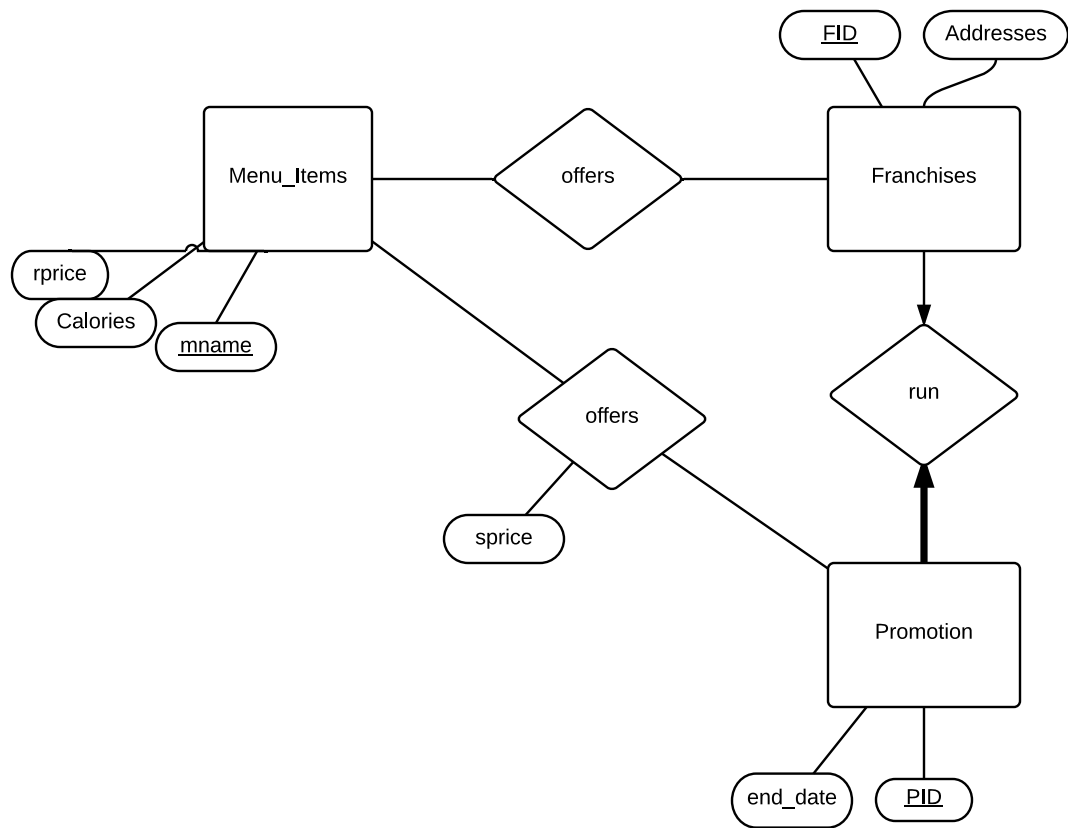 FID
Addresses
Menu_Items
offers
Franchises
rprice
Calories
mname
run
offers
sprice
Promotion
end_date
PID